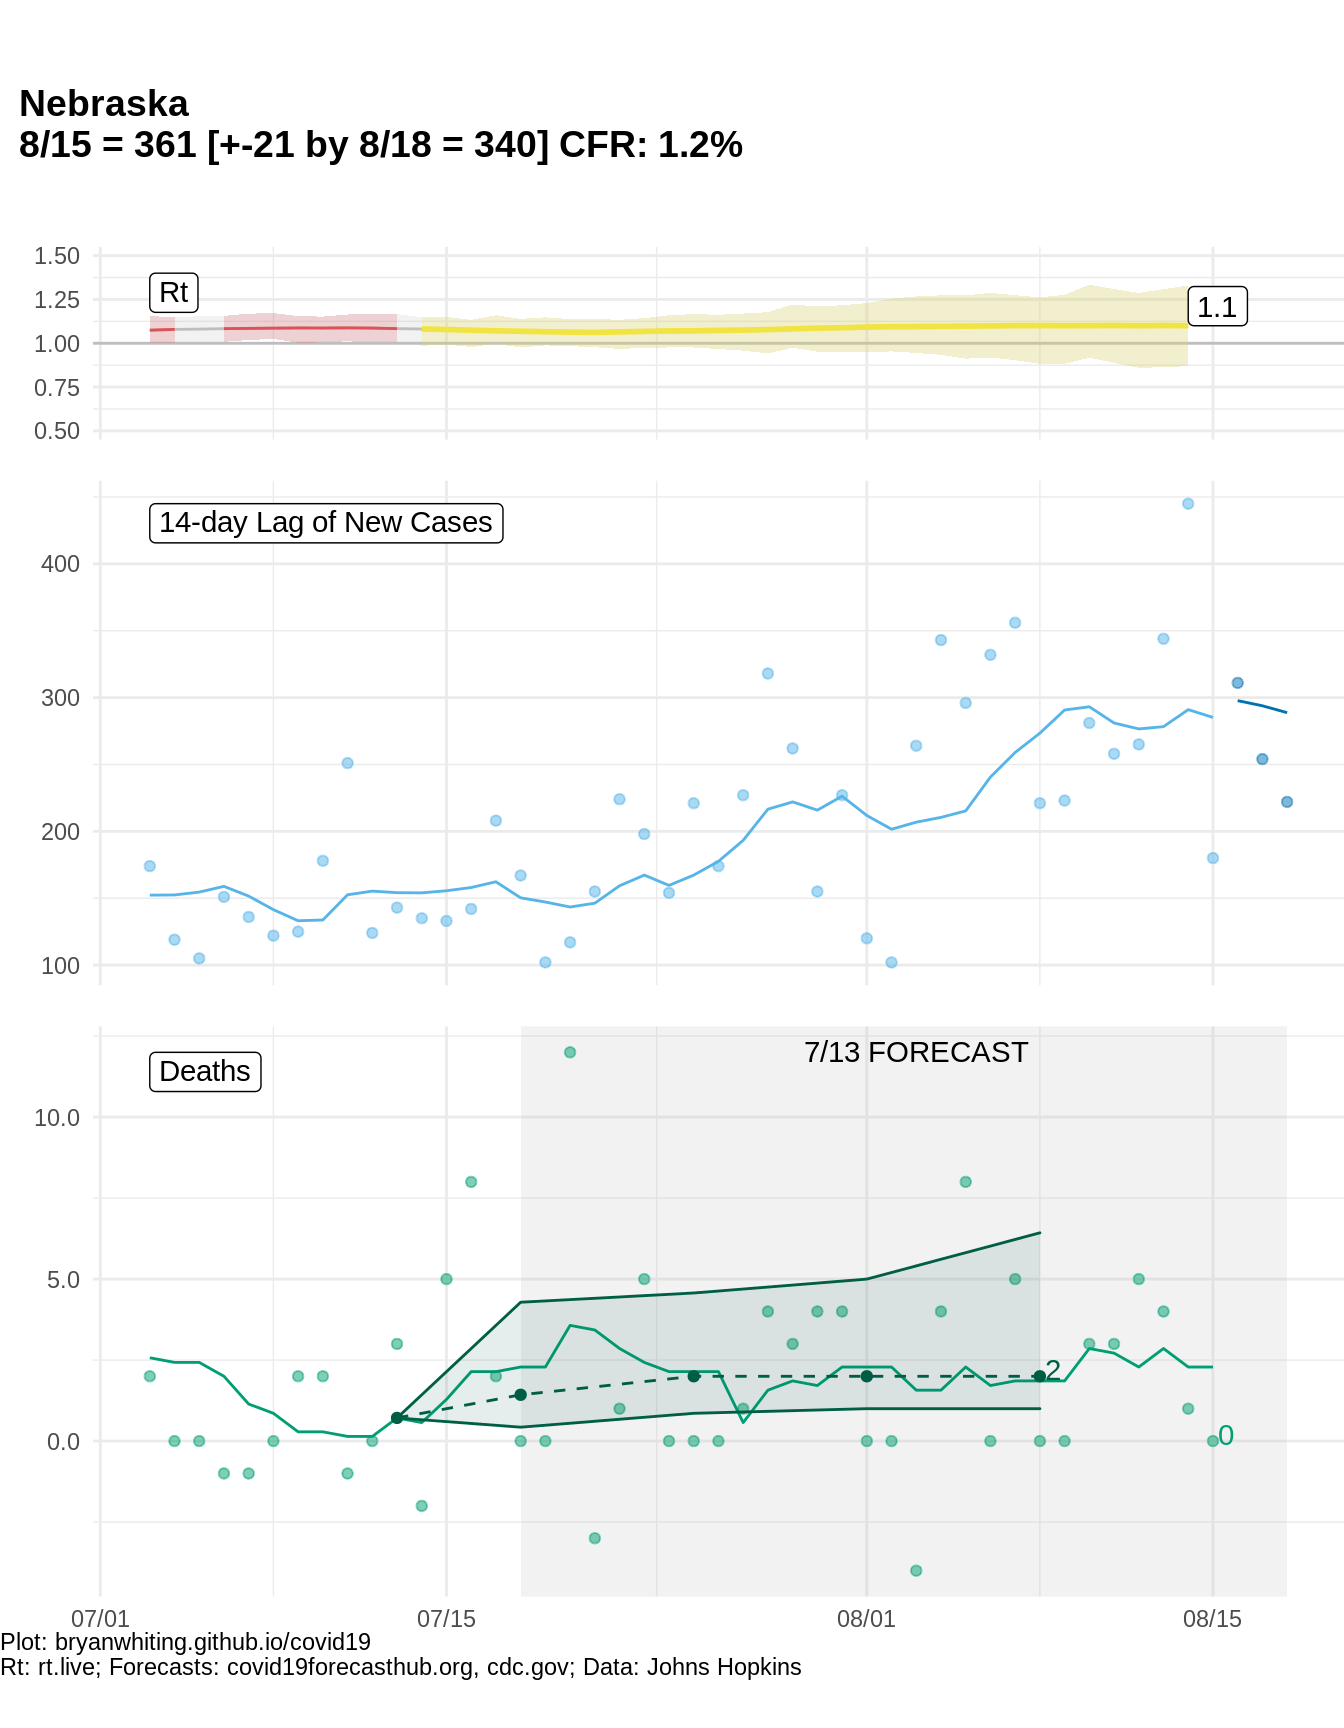 Nebraska
8/15 = 361 [+-21 by 8/18 = 340] CFR: 1.2%
1.50
1.25
1.00
0.75
0.50
Rt
1.1
14-day Lag of New Cases
400
300
200
100
7/13 FORECAST
Deaths
10.0
5.0
0.0
2
0
07/01
07/15
08/01
08/15
Plot: bryanwhiting.github.io/covid19
Rt: rt.live; Forecasts: covid19forecasthub.org, cdc.gov; Data: Johns Hopkins